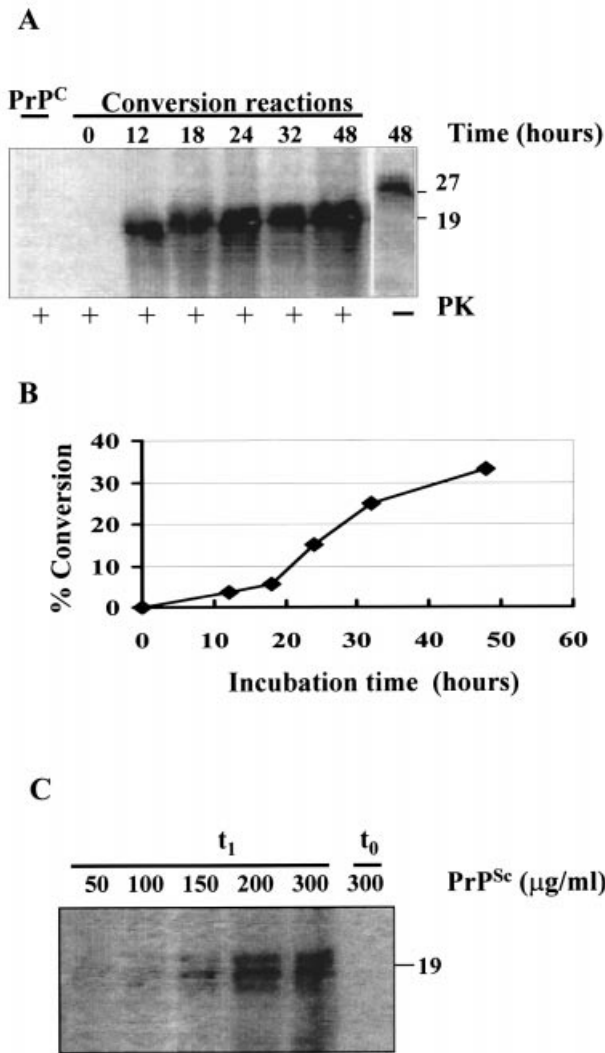 A
PrP^C Conversion reactions
0 12 18 24 32 48 48 Time (hours)
27
19
+ + + + + + + − PK
B
% Conversion
40
30
20
10
0
0 10 20 30 40 50 60
Incubation time (hours)
C
t₁ t₀
50 100 150 200 300 300 PrP^Sc (μg/ml)
19